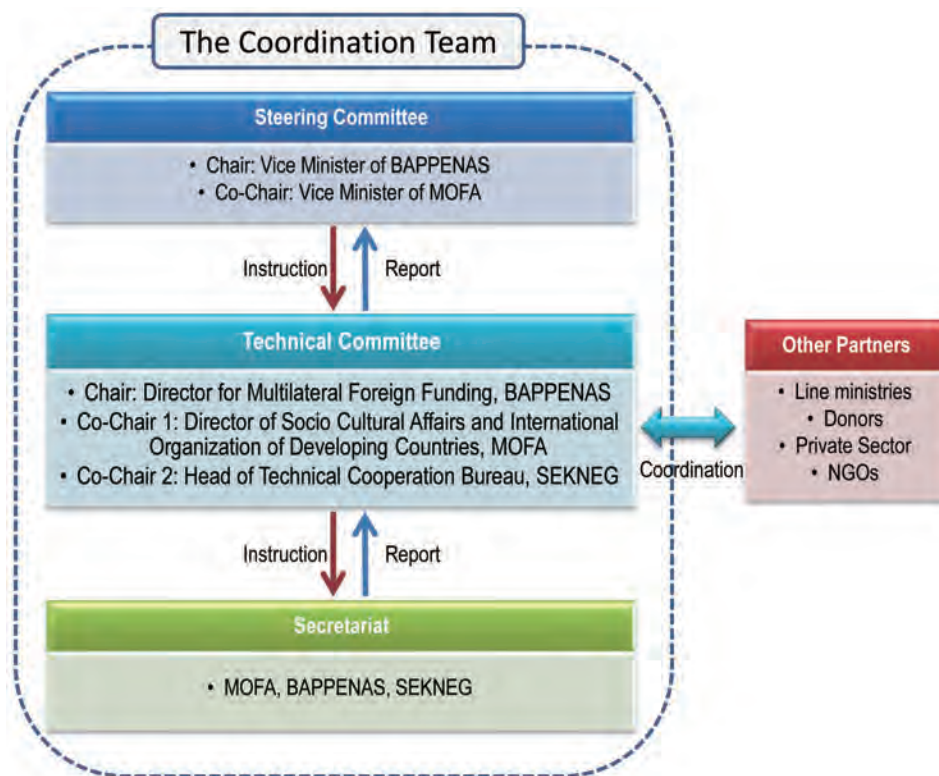 The Coordination Team
Steering Committee
• Chair: Vice Minister of BAPPENAS
• Co-Chair: Vice Minister of MOFA
Instruction
Report
Technical Committee
• Chair: Director for Multilateral Foreign Funding, BAPPENAS
• Co-Chair 1: Director of Socio Cultural Affairs and International
Organization of Developing Countries, MOFA
• Co-Chair 2: Head of Technical Cooperation Bureau, SEKNEG
Coordination
Other Partners
• Line ministries
• Donors
• Private Sector
• NGOs
Instruction
Report
Secretariat
• MOFA, BAPPENAS, SEKNEG